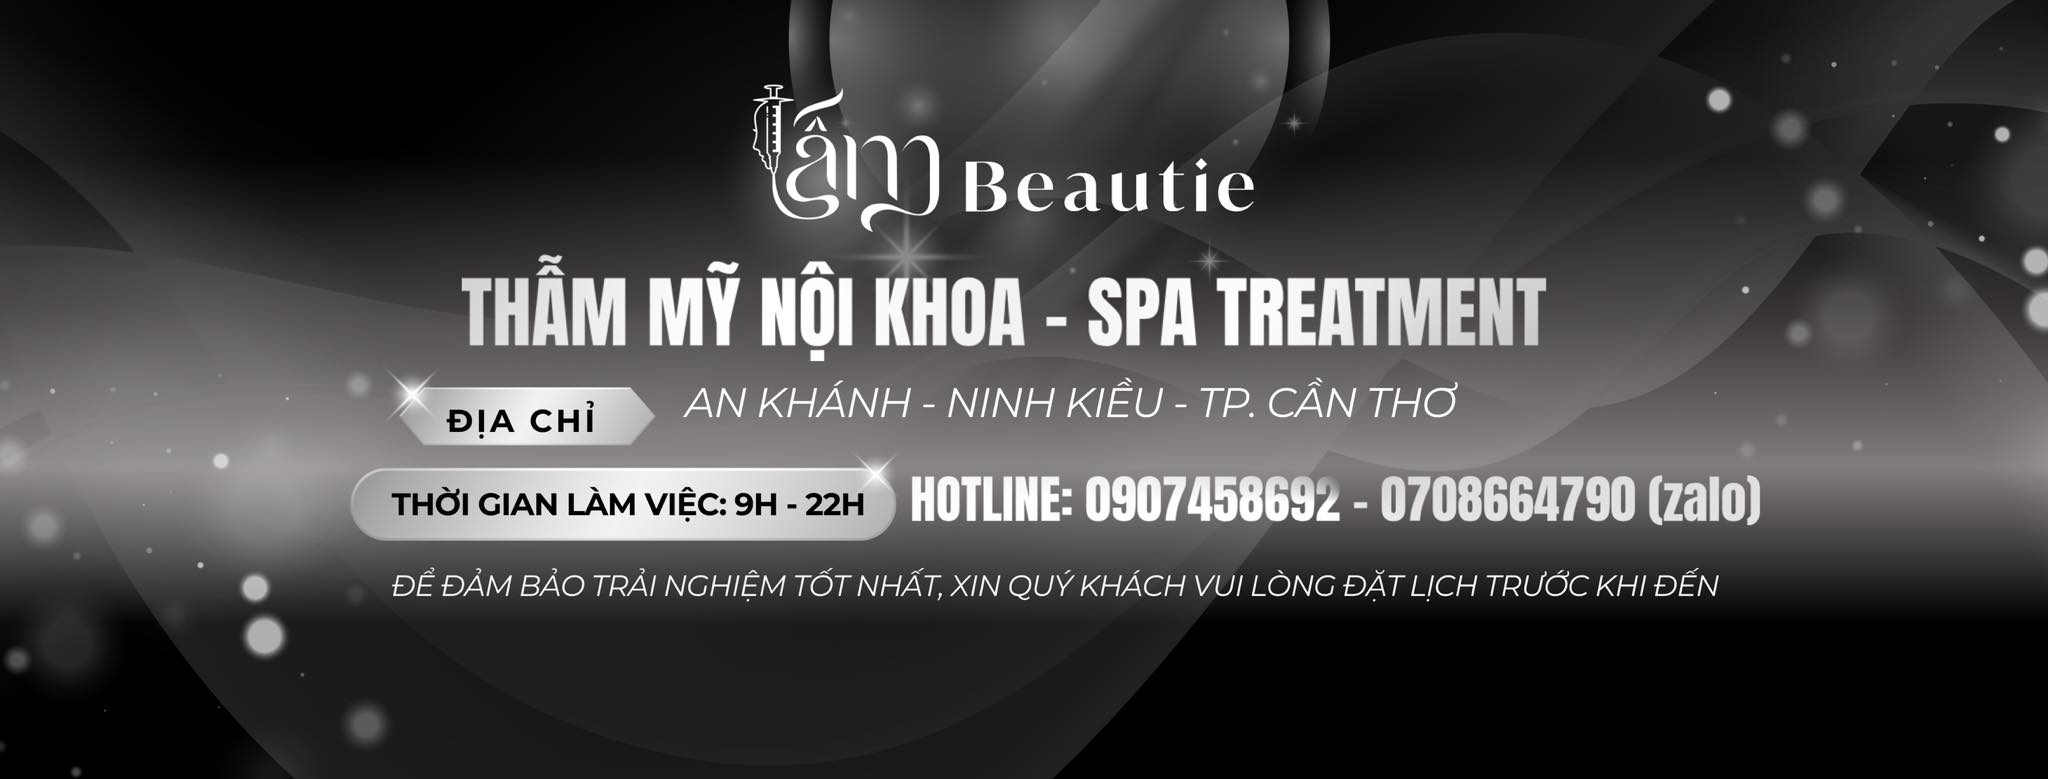 Tâm Beautie
THẨM MỸ NỘI KHOA - SPA TREATMENT
ĐỊA CHỈ AN KHÁNH - NINH KIỀU - TP. CẦN THƠ
THỜI GIAN LÀM VIỆC: 9H - 22H HOTLINE: 0907458692 - 0708664790 (zalo)
ĐỂ ĐẢM BẢO TRẢI NGHIỆM TỐT NHẤT, XIN QUÝ KHÁCH VUI LÒNG ĐẶT LỊCH TRƯỚC KHI ĐẾN